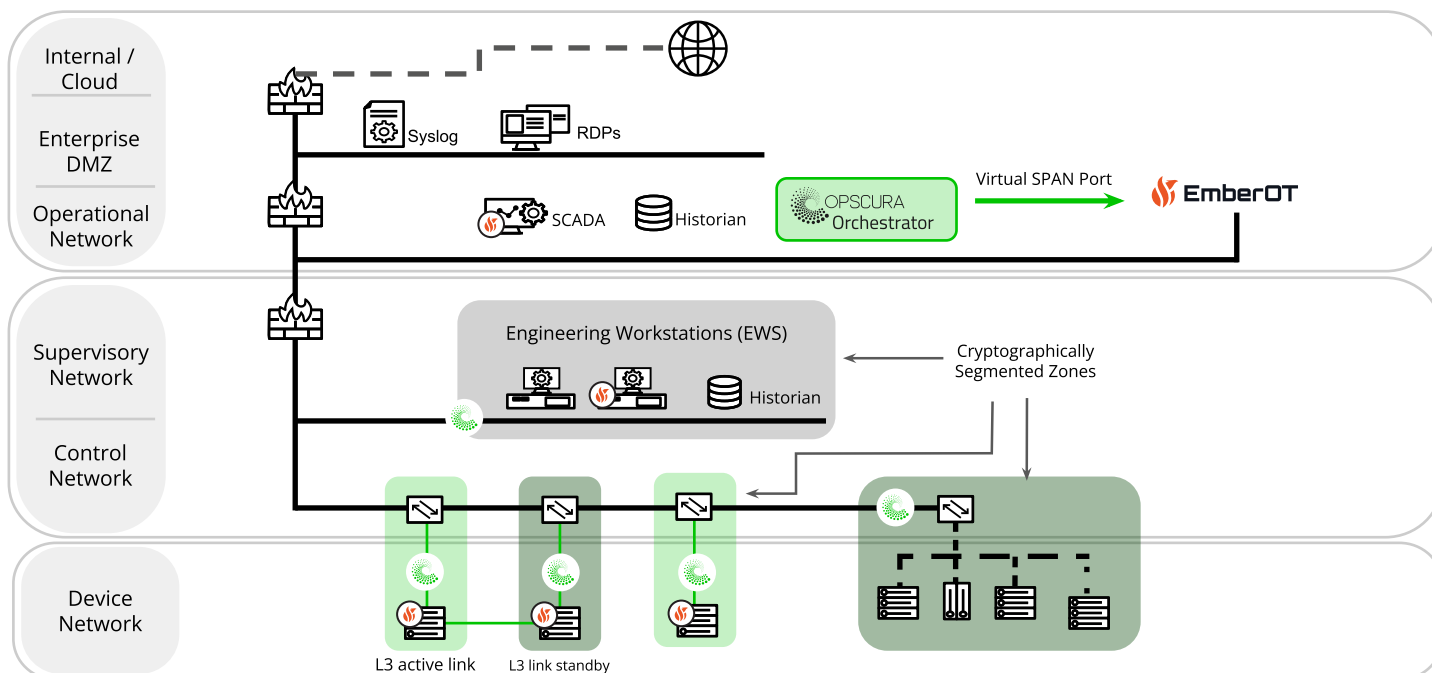 Internal /
Cloud
Enterprise
DMZ
Operational
Network
Syslog
RDPs
SCADA
Historian
OPSCURA
Orchestrator
Virtual SPAN Port
EmberOT
Supervisory
Network
Control
Network
Engineering Workstations (EWS)
Historian
Cryptographically
Segmented Zones
Device
Network
L3 active link
L3 link standby